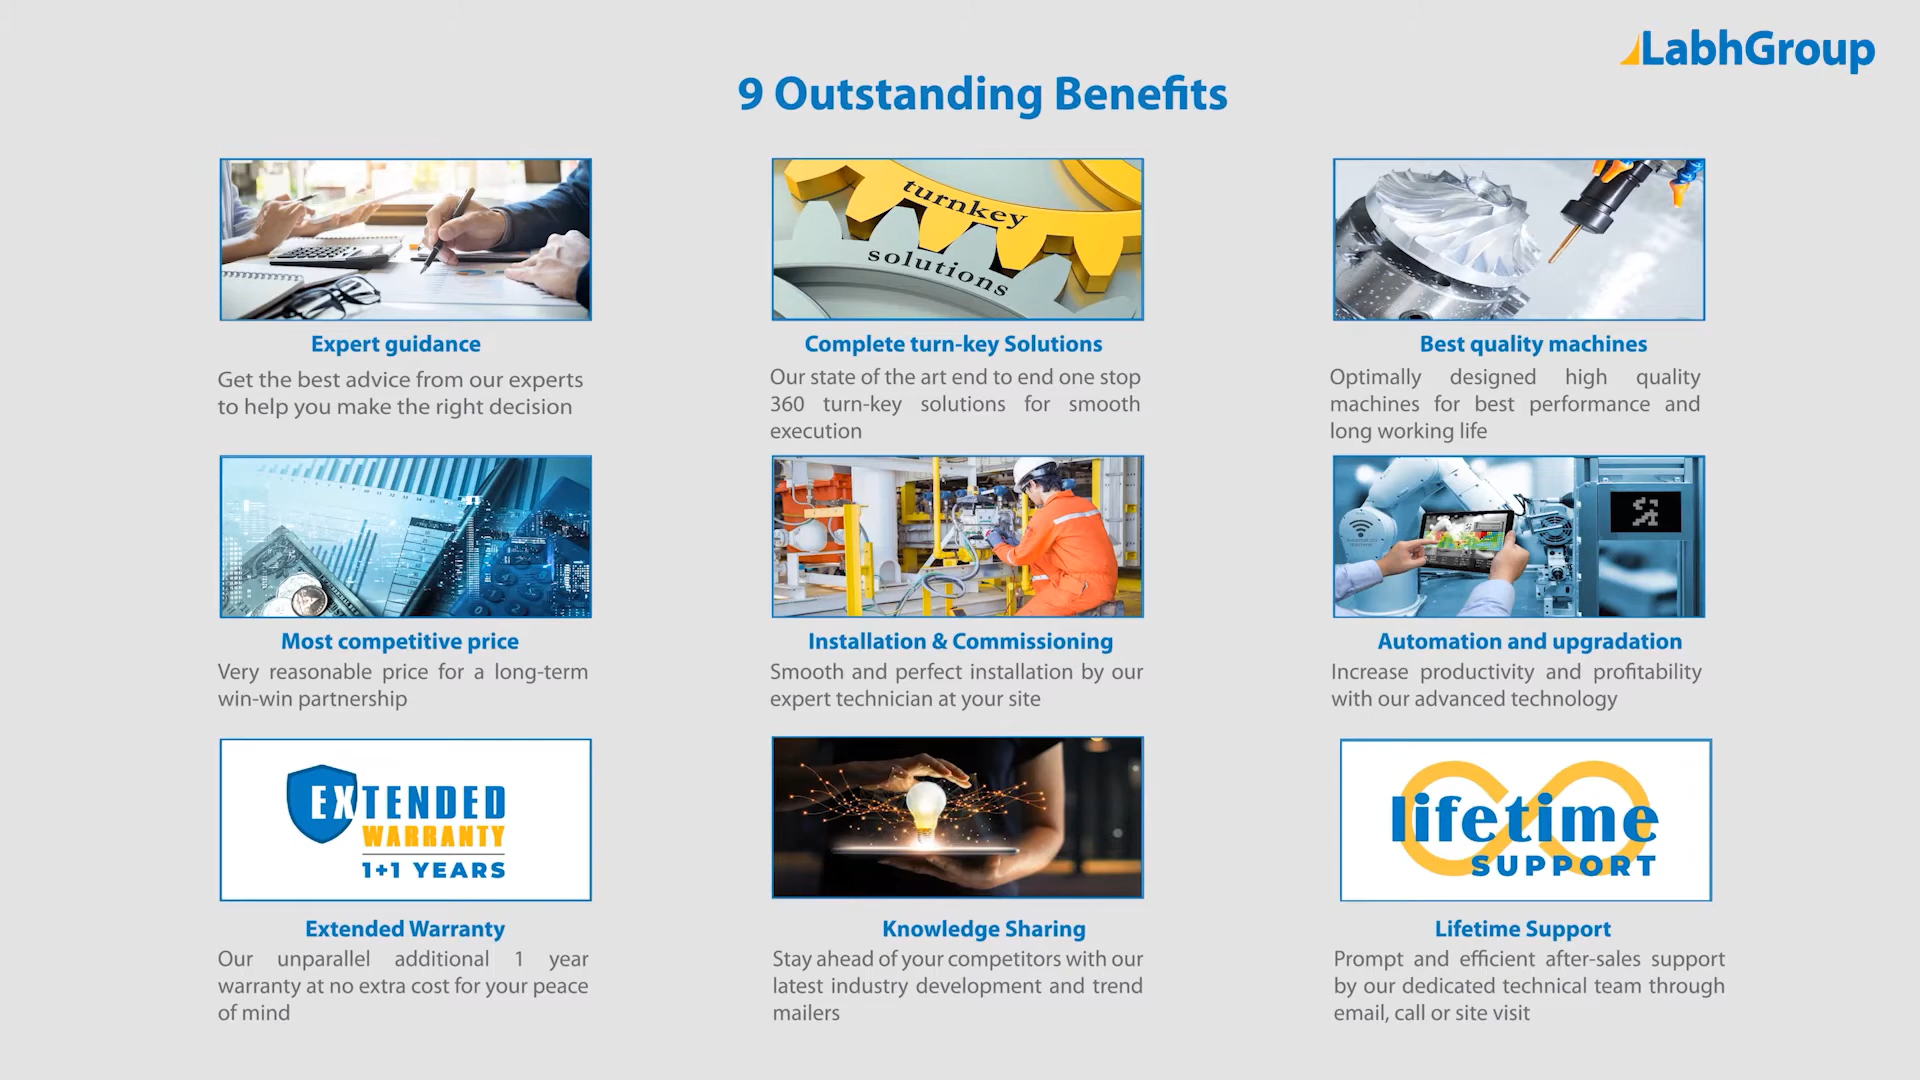 LabhGroup
9 Outstanding Benefits
turnkey
solutions
Expert guidance
Get the best advice from our experts
to help you make the right decision
Complete turn-key Solutions
Our state of the art end to end one stop
360 turn-key solutions for smooth
execution
Best quality machines
Optimally designed high quality
machines for best performance and
long working life
Most competitive price
Very reasonable price for a long-term
win-win partnership
Installation & Commissioning
Smooth and perfect installation by our
expert technician at your site
Automation and upgradation
Increase productivity and profitability
with our advanced technology
EXTENDED
WARRANTY
1+1 YEARS
Extended Warranty
Our unparallel additional 1 year
warranty at no extra cost for your peace
of mind
Knowledge Sharing
Stay ahead of your competitors with our
latest industry development and trend
mailers
lifetime
SUPPORT
Lifetime Support
Prompt and efficient after-sales support
by our dedicated technical team through
email, call or site visit